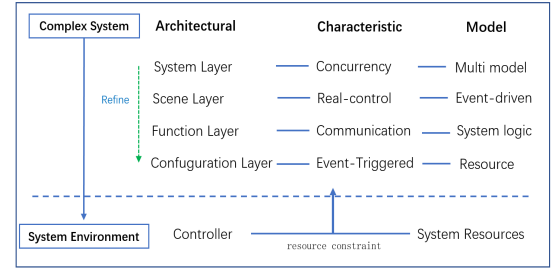 Complex System Architectural Characteristic Model
System Layer Concurrency Multi model
Refine
Scene Layer Real-control Event-driven
Function Layer Communication System logic
Confuguration Layer Event-Triggered Resource
System Environment Controller System Resources
resource constraint